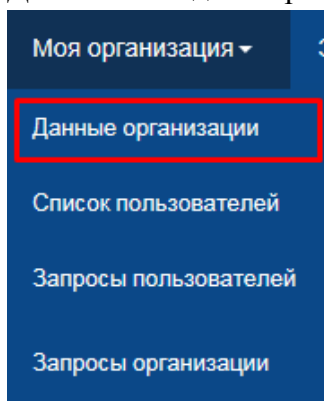 Моя организация
Данные организации
Список пользователей
Запросы пользователей
Запросы организации